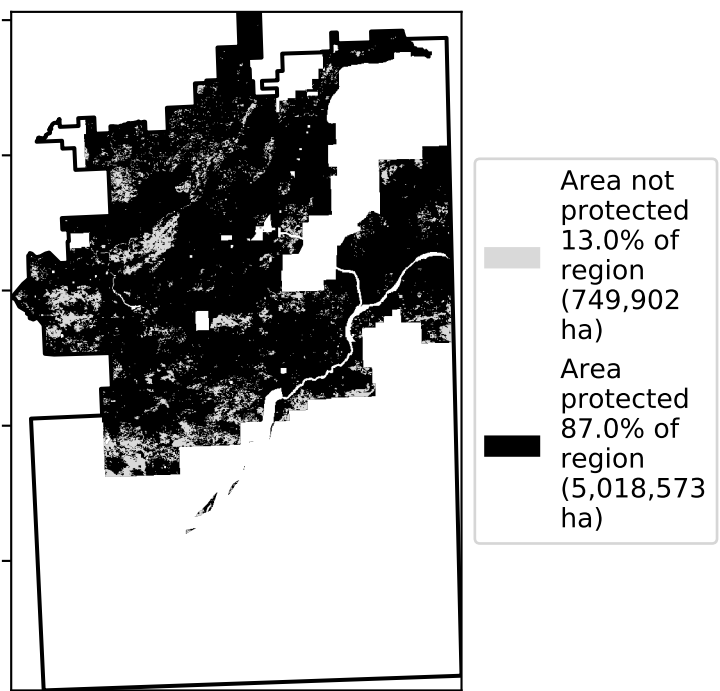 Area not
protected
13.0% of
region
(749,902
ha)
Area
protected
87.0% of
region
(5,018,573
ha)